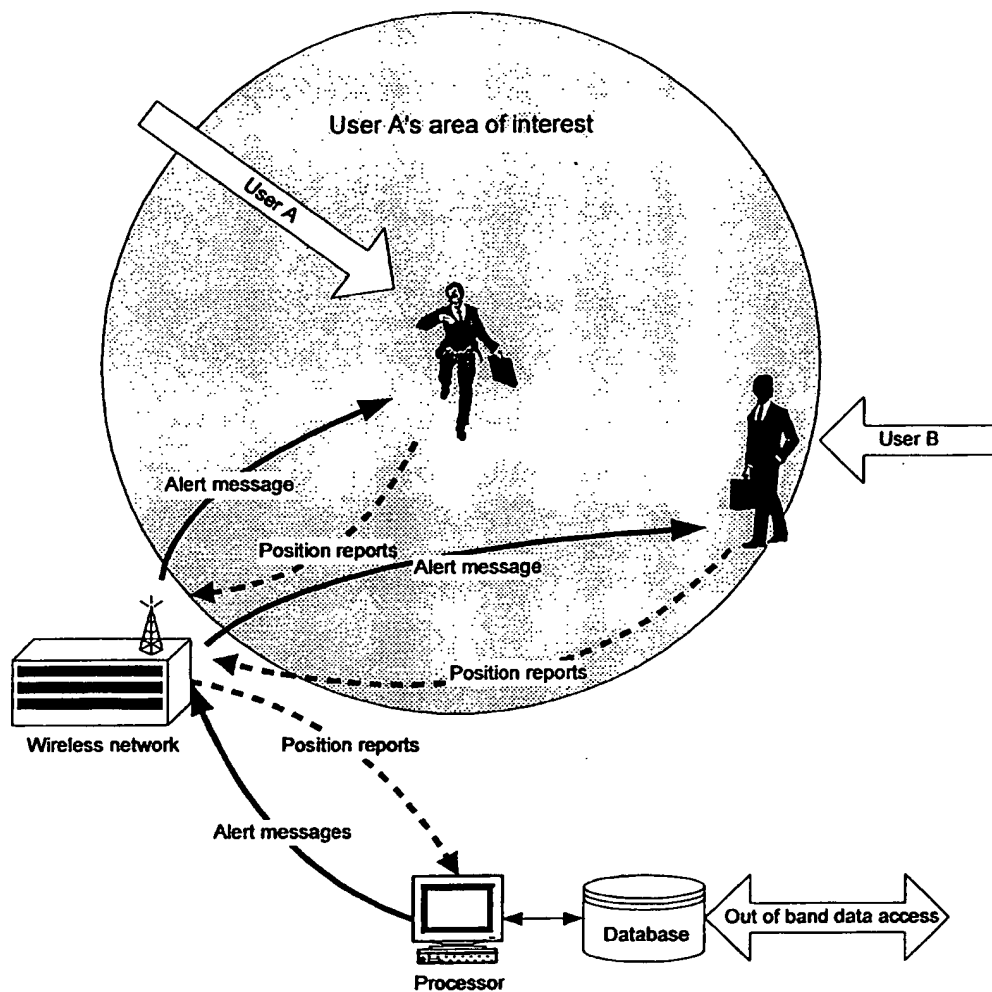 User A's area of interest
User A
User B
Alert message
Position reports
Alert message
Position reports
Wireless network
Position reports
Alert messages
Out of band data access
Database
Processor